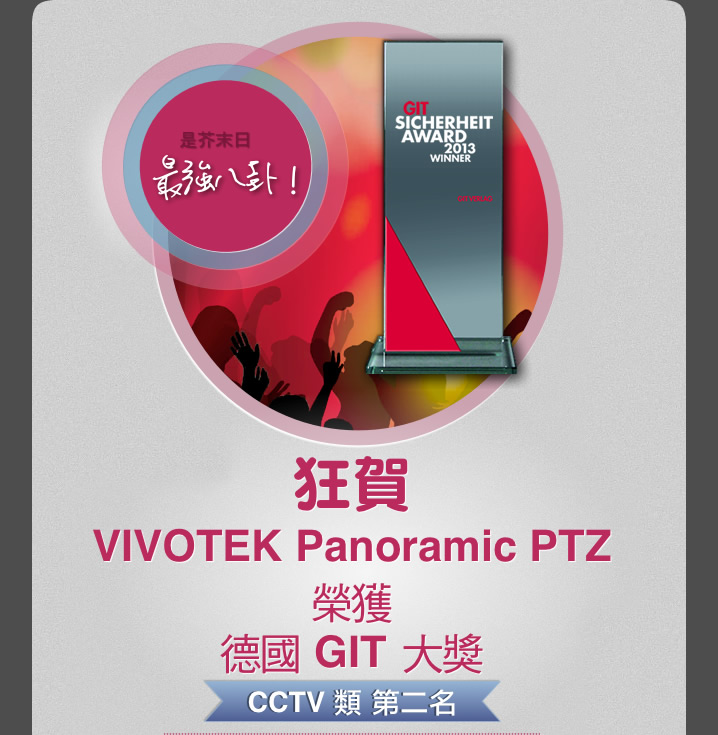 是芥末日
最強八卦！
GIT
SICHERHEIT
AWARD
2013
WINNER
狂賀
VIVOTEK Panoramic PTZ
榮獲
德國 GIT 大獎
CCTV 類 第二名